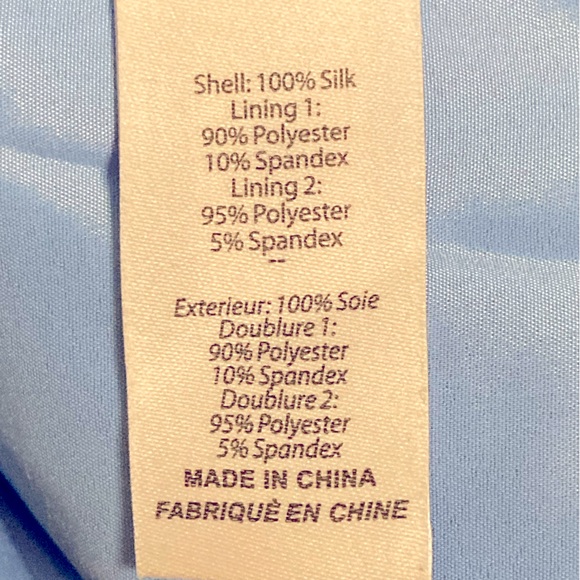 Shell: 100% Silk
Lining 1:
90% Polyester
10% Spandex
Lining 2:
95% Polyester
5% Spandex
--
Exterieur: 100% Soie
Doublure 1:
90% Polyester
10% Spandex
Doublure 2:
95% Polyester
5% Spandex
MADE IN CHINA
FABRIQUÈ EN CHINE